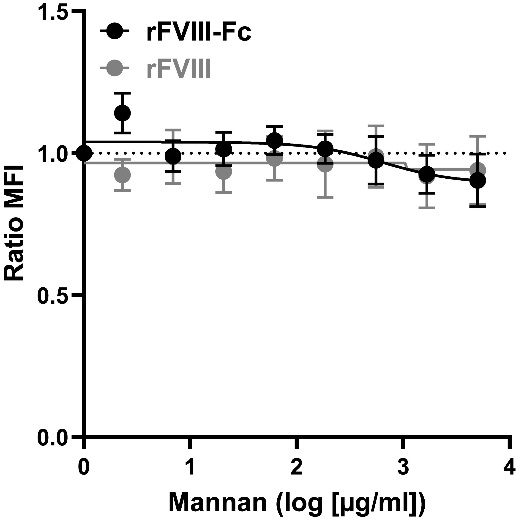 rFVIII-Fc
rFVIII
1.5
1.0
0.5
0.0
Ratio MFI
0 1 2 3 4
Mannan (log [µg/ml])